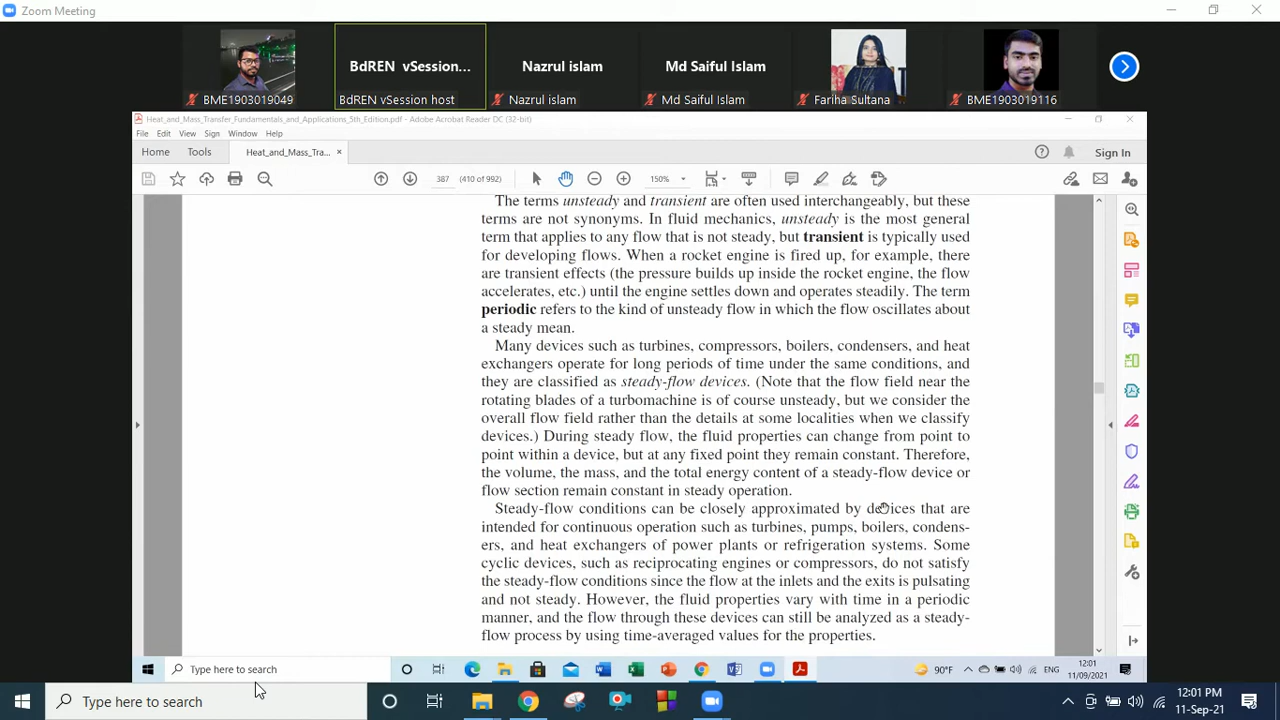 Zoom Meeting
BdREN vSession...
Nazrul islam
Md Saiful Islam
BME1903019049
BdREN vSession host
Nazrul islam
Md Saiful Islam
Fariha Sultana
BME1903019116
Heat_and_Mass_Transfer_Fundamentals_and_Applications_5th_Edition.pdf - Adobe Acrobat Reader DC (32-bit)
File Edit View Sign Window Help
Home Tools Heat_and_Mass_Tra... × Sign In
387 (410 of 992) 150%
The terms unsteady and transient are often used interchangeably, but these
terms are not synonyms. In fluid mechanics, unsteady is the most general
term that applies to any flow that is not steady, but transient is typically used
for developing flows. When a rocket engine is fired up, for example, there
are transient effects (the pressure builds up inside the rocket engine, the flow
accelerates, etc.) until the engine settles down and operates steadily. The term
periodic refers to the kind of unsteady flow in which the flow oscillates about
a steady mean.
Many devices such as turbines, compressors, boilers, condensers, and heat
exchangers operate for long periods of time under the same conditions, and
they are classified as steady-flow devices. (Note that the flow field near the
rotating blades of a turbomachine is of course unsteady, but we consider the
overall flow field rather than the details at some localities when we classify
devices.) During steady flow, the fluid properties can change from point to
point within a device, but at any fixed point they remain constant. Therefore,
the volume, the mass, and the total energy content of a steady-flow device or
flow section remain constant in steady operation.
Steady-flow conditions can be closely approximated by devices that are
intended for continuous operation such as turbines, pumps, boilers, condens-
ers, and heat exchangers of power plants or refrigeration systems. Some
cyclic devices, such as reciprocating engines or compressors, do not satisfy
the steady-flow conditions since the flow at the inlets and the exits is pulsating
and not steady. However, the fluid properties vary with time in a periodic
manner, and the flow through these devices can still be analyzed as a steady-
flow process by using time-averaged values for the properties.
Type here to search
90°F
ENG
12:01
11/09/2021
Type here to search
12:01 PM
11-Sep-21